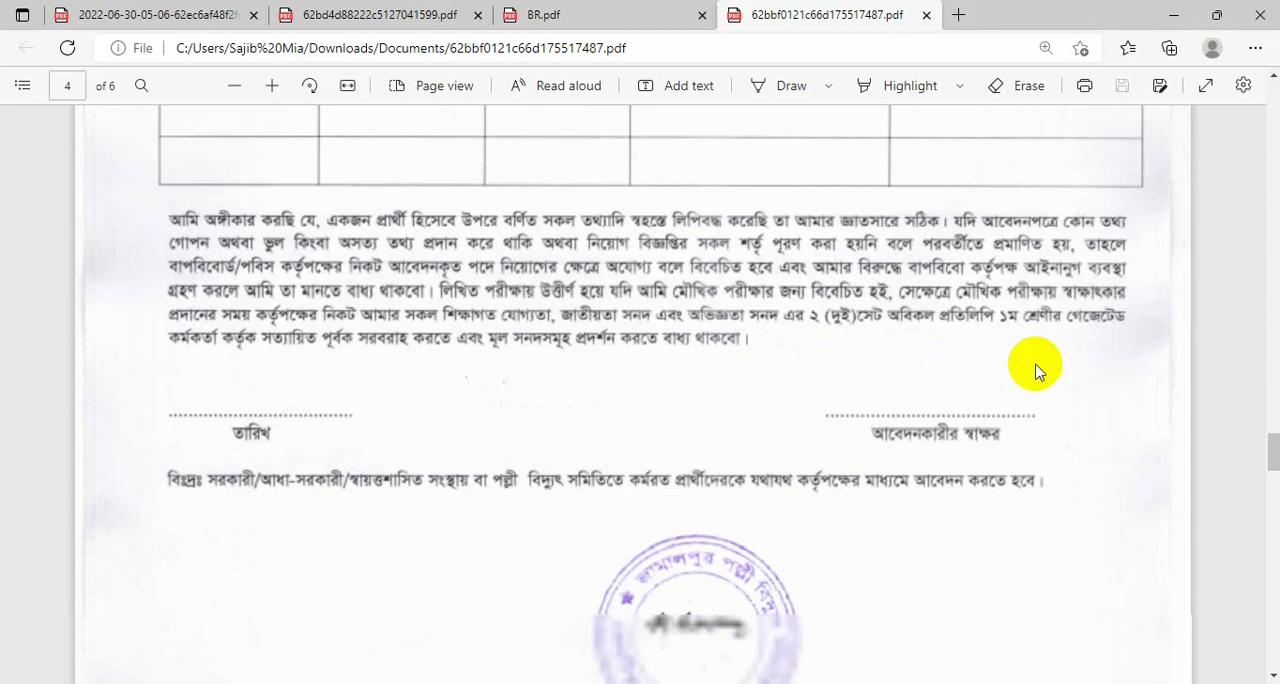 2022-06-30-05-06-62ec6af48f2f
62bd4d88222c5127041599.pdf
BR.pdf
62bbf0121c66d175517487.pdf
File
C:/Users/Sajib%20Mia/Downloads/Documents/62bbf0121c66d175517487.pdf
4 of 6
Page view
Read aloud
Add text
Draw
Highlight
Erase
আমি অঙ্গীকার করছি যে, একজন প্রার্থী হিসেবে উপরে বর্ণিত সকল তথ্যাদি স্বহস্তে লিপিবদ্ধ করেছি তা আমার জ্ঞাতসারে সঠিক। যদি আবেদনপত্রে কোন তথ্য
গোপন অথবা ভুল কিংবা অসত্য তথ্য প্রদান করে থাকি অথবা নিয়োগ বিজ্ঞপ্তির সকল শর্ত পূরণ করা হয়নি বলে পরবর্তীতে প্রমাণিত হয়, তাহলে
বাপবিবোর্ড/পবিস কর্তৃপক্ষের নিকট আবেদনকৃত পদে নিয়োগের ক্ষেত্রে অযোগ্য বলে বিবেচিত হবে এবং আমার বিরুদ্ধে বাপবিবো কর্তৃপক্ষ আইনানুগ ব্যবস্থা
গ্রহণ করলে আমি তা মানতে বাধ্য থাকবো। লিখিত পরীক্ষায় উত্তীর্ণ হয়ে যদি আমি মৌখিক পরীক্ষার জন্য বিবেচিত হই, সেক্ষেত্রে মৌখিক পরীক্ষায় স্বাক্ষাৎকার
প্রদানের সময় কর্তৃপক্ষের নিকট আমার সকল শিক্ষাগত যোগ্যতা, জাতীয়তা সনদ এবং অভিজ্ঞতা সনদ এর ২ (দুই)সেট অবিকল প্রতিলিপি ১ম শ্রেণীর গেজেটেড
কর্মকর্তা কর্তৃক সত্যায়িত পূর্বক সরবরাহ করতে এবং মূল সনদসমূহ প্রদর্শন করতে বাধ্য থাকবো।
তারিখ
আবেদনকারীর স্বাক্ষর
বিঃদ্রঃ সরকারী/আধা-সরকারী/স্বায়ত্তশাসিত সংস্থায় বা পল্লী বিদ্যুৎ সমিতিতে কর্মরত প্রার্থীদেরকে যথাযথ কর্তৃপক্ষের মাধ্যমে আবেদন করতে হবে।
জামালপুর পল্লী বিদ্যু